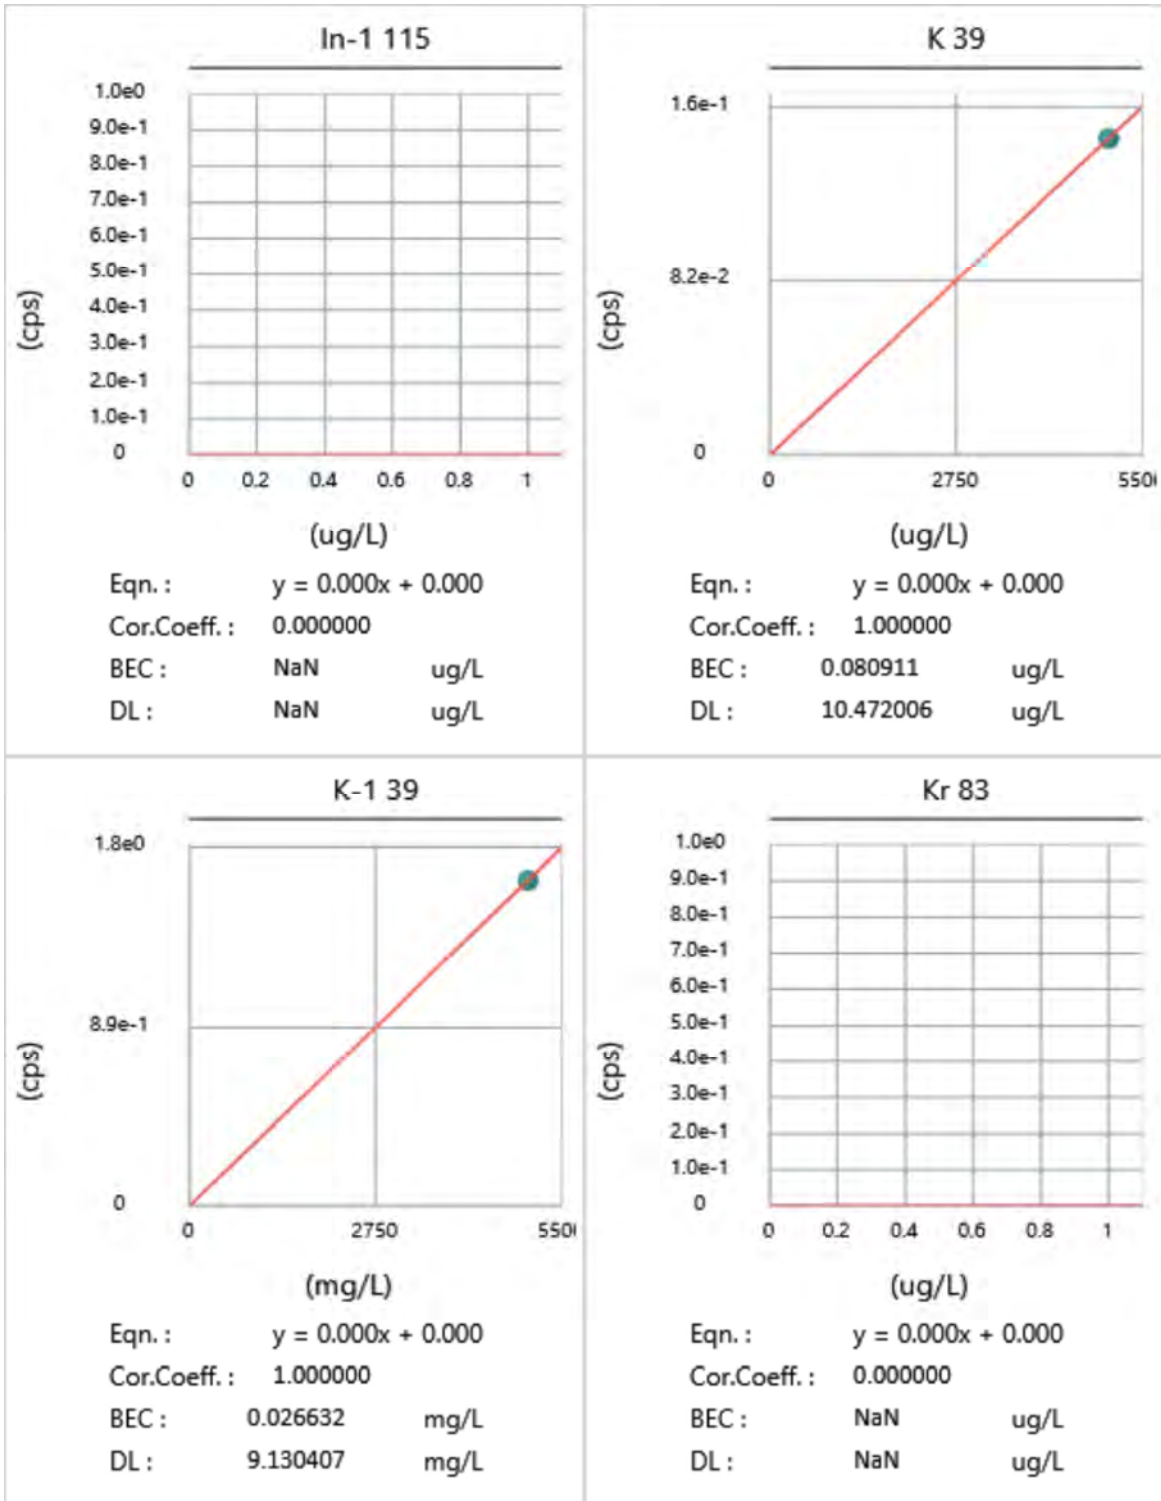 In-1 115
1.0e0
9.0e-1
8.0e-1
7.0e-1
6.0e-1
5.0e-1
4.0e-1
3.0e-1
2.0e-1
1.0e-1
0
(cps)
0 0.2 0.4 0.6 0.8 1
(ug/L)
Eqn. : y = 0.000x + 0.000
Cor.Coeff. : 0.000000
BEC : NaN ug/L
DL : NaN ug/L
K 39
1.6e-1
8.2e-2
0
(cps)
0 2750 550
(ug/L)
Eqn. : y = 0.000x + 0.000
Cor.Coeff. : 1.000000
BEC : 0.080911 ug/L
DL : 10.472006 ug/L
K-1 39
1.8e0
8.9e-1
0
(cps)
0 2750 550
(mg/L)
Eqn. : y = 0.000x + 0.000
Cor.Coeff. : 1.000000
BEC : 0.026632 mg/L
DL : 9.130407 mg/L
Kr 83
1.0e0
9.0e-1
8.0e-1
7.0e-1
6.0e-1
5.0e-1
4.0e-1
3.0e-1
2.0e-1
1.0e-1
0
(cps)
0 0.2 0.4 0.6 0.8 1
(ug/L)
Eqn. : y = 0.000x + 0.000
Cor.Coeff. : 0.000000
BEC : NaN ug/L
DL : NaN ug/L